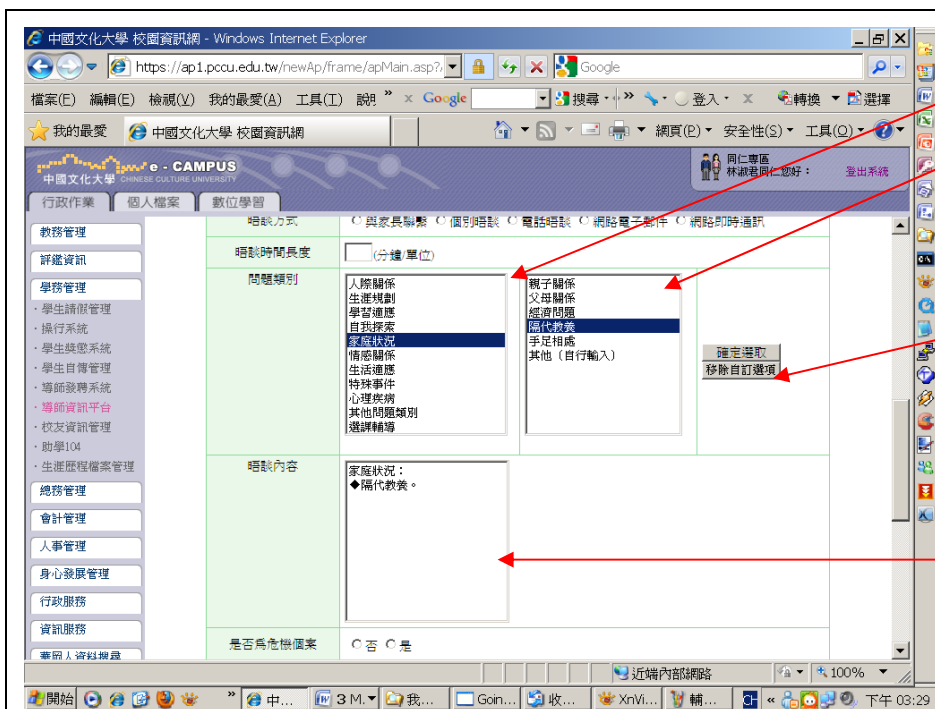 中國文化大學 校園資訊網 - Windows Internet Explorer
https://ap1.pccu.edu.tw/newAp/frame/apMain.asp?
Google
檔案(F) 編輯(E) 檢視(V) 我的最愛(A) 工具(T) 說明 » × Google 搜尋 » 登入 x 轉換 選擇
我的最愛 中國文化大學 校園資訊網 網頁(P) 安全性(S) 工具(O)
中國文化大學 CHINESE CULTURE UNIVERSITY e - CAMPUS
同仁專區
林淑君同仁您好: 登出系統
行政作業 個人檔案 數位學習
教務管理
評鑑資訊
學務管理
· 學生請假管理
· 操行系統
· 學生獎懲系統
· 學生自傳管理
· 導師發聘系統
· 導師資訊平台
· 校友資訊管理
· 助學104
· 生涯歷程檔案管理
總務管理
會計管理
人事管理
身心發展管理
行政服務
資訊服務
華岡人資料搜尋
晤談方式 與家長聯繫 個別晤談 電話晤談 網路電子郵件 網路即時通訊
晤談時間長度 (分鐘/單位)
問題類別
人際關係
生涯規劃
學習適應
自我探索
家庭狀況
情感關係
生活適應
特殊事件
心理疾病
其他問題類別
選課輔導
親子關係
父母關係
經濟問題
隔代教養
手足相處
其他(自行輸入)
確定選取
移除自訂選項
晤談內容
家庭狀況:
◆隔代教養。
是否為危機個案 否 是
近端內部網路 100%
開始 » 中... 3 M. 我... Goin... 收... XnVi... 輔... CH « 下午 03:29